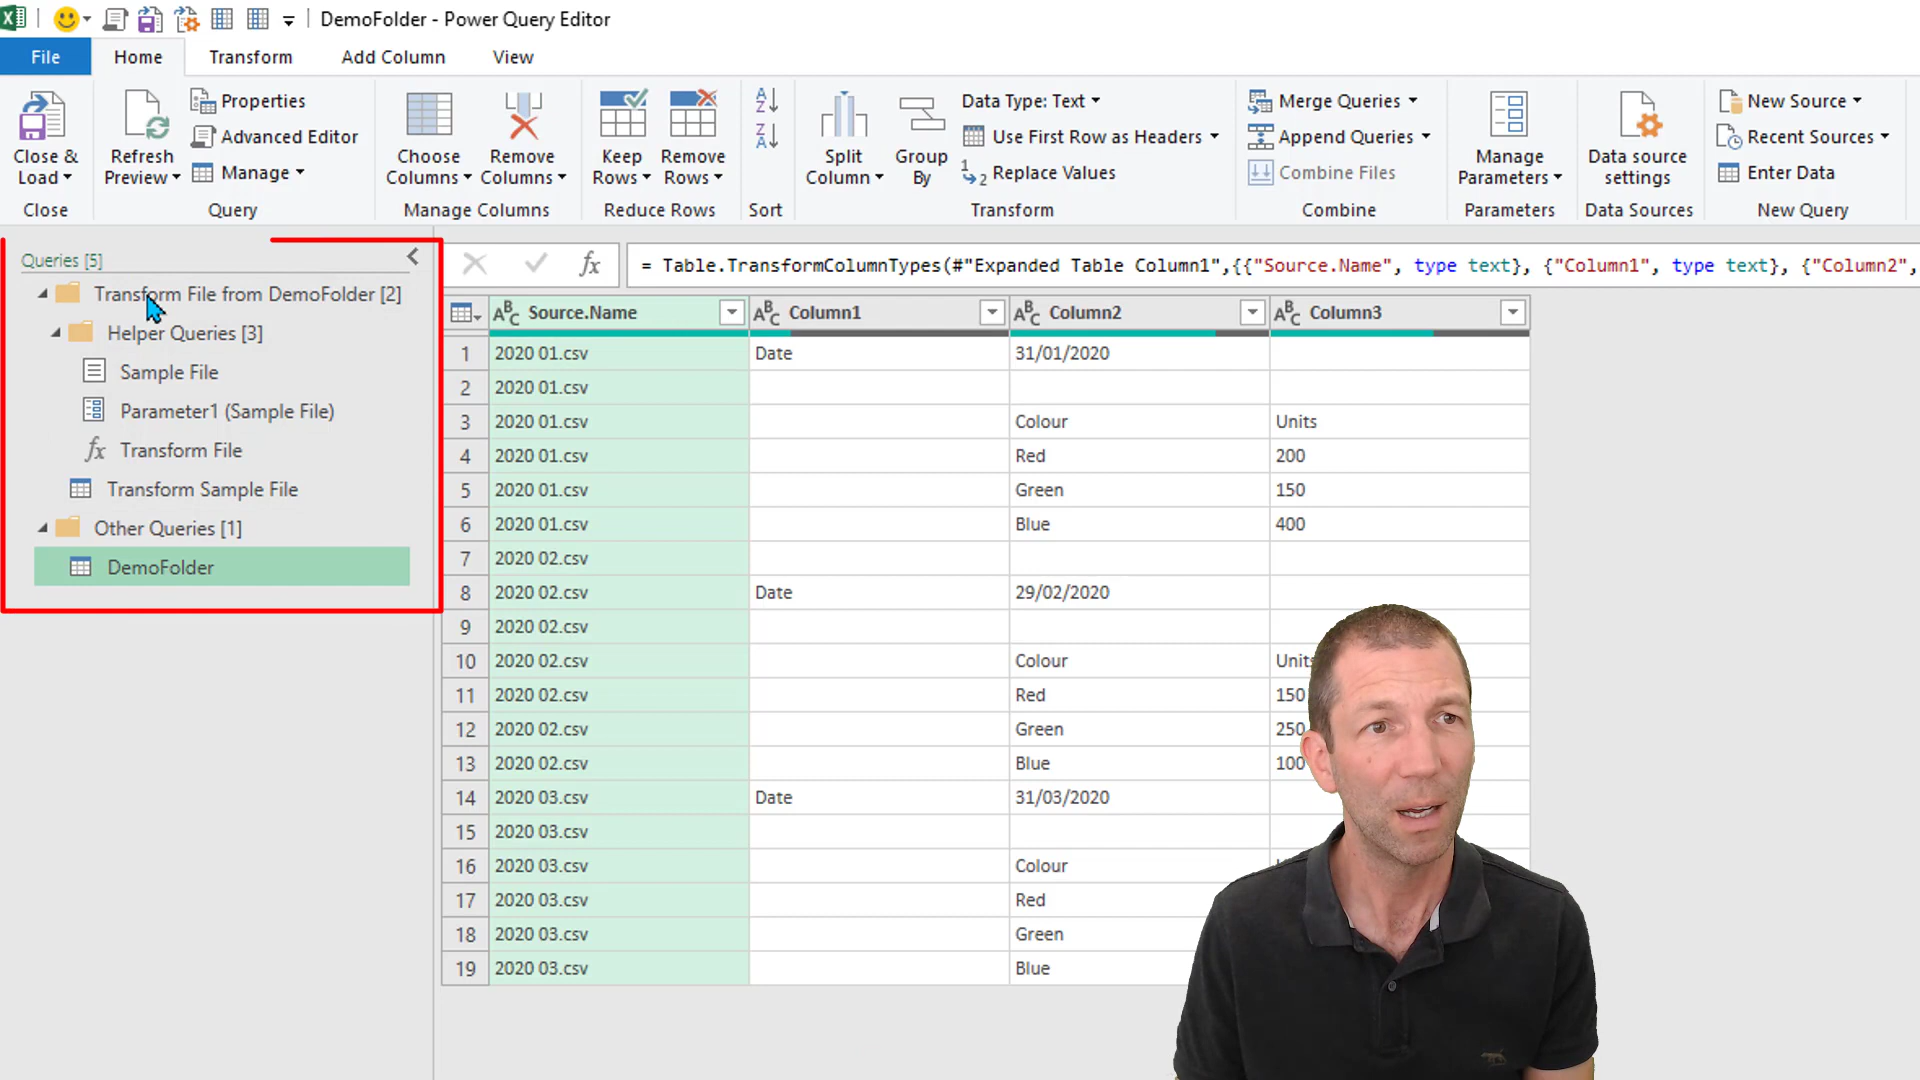 DemoFolder - Power Query Editor
File Home Transform Add Column View
Close & Load
Refresh Preview
Properties
Advanced Editor
Manage
Choose Columns
Remove Columns
Keep Rows
Remove Rows
A Z
Z A
Split Column
Group By
Data Type: Text
Use First Row as Headers
1 2 Replace Values
Merge Queries
Append Queries
Combine Files
Manage Parameters
Data source settings
New Source
Recent Sources
Enter Data
Close Query Manage Columns Reduce Rows Sort Transform Combine Parameters Data Sources New Query
Queries [5]
Transform File from DemoFolder [2]
Helper Queries [3]
Sample File
Parameter1 (Sample File)
fx Transform File
Transform Sample File
Other Queries [1]
DemoFolder
fx = Table.TransformColumnTypes(#"Expanded Table Column1",{{"Source.Name", type text}, {"Column1", type text}, {"Column2",
ABC Source.Name ABC Column1 ABC Column2 ABC Column3
1 2020 01.csv Date 31/01/2020
2 2020 01.csv
3 2020 01.csv Colour Units
4 2020 01.csv Red 200
5 2020 01.csv Green 150
6 2020 01.csv Blue 400
7 2020 02.csv
8 2020 02.csv Date 29/02/2020
9 2020 02.csv
10 2020 02.csv Colour Units
11 2020 02.csv Red 150
12 2020 02.csv Green 250
13 2020 02.csv Blue 100
14 2020 03.csv Date 31/03/2020
15 2020 03.csv
16 2020 03.csv Colour
17 2020 03.csv Red
18 2020 03.csv Green
19 2020 03.csv Blue